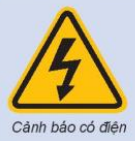 Cảnh báo có điện